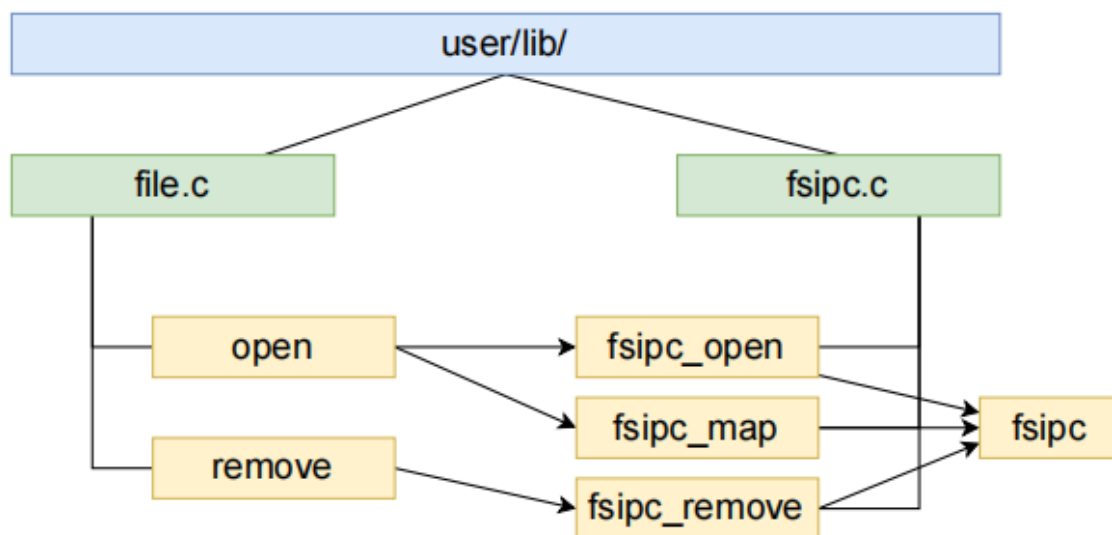 user/lib/
file.c
fsipc.c
open
fsipc_open
fsipc_map
fsipc
remove
fsipc_remove